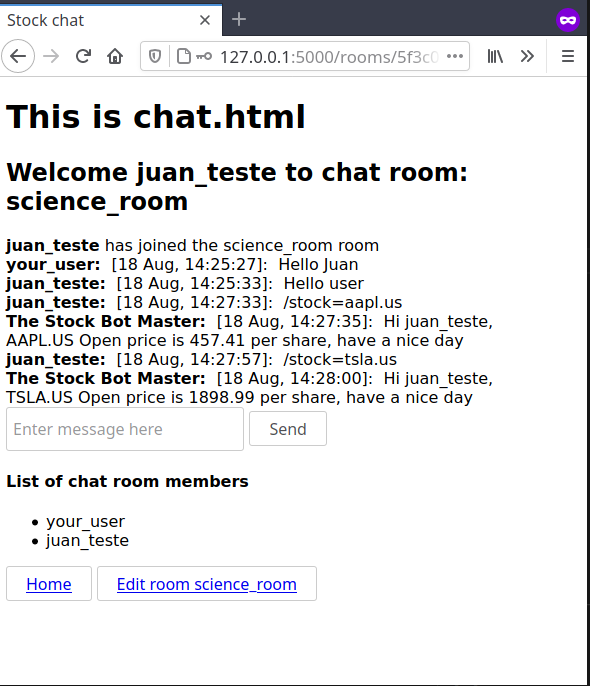 Stock chat
127.0.0.1:5000/rooms/5f3c0
This is chat.html
Welcome juan_teste to chat room:
science_room
juan_teste has joined the science_room room
your_user: [18 Aug, 14:25:27]: Hello Juan
juan_teste: [18 Aug, 14:25:33]: Hello user
juan_teste: [18 Aug, 14:27:33]: /stock=aapl.us
The Stock Bot Master: [18 Aug, 14:27:35]: Hi juan_teste,
AAPL.US Open price is 457.41 per share, have a nice day
juan_teste: [18 Aug, 14:27:57]: /stock=tsla.us
The Stock Bot Master: [18 Aug, 14:28:00]: Hi juan_teste,
TSLA.US Open price is 1898.99 per share, have a nice day
Enter message here
Send
List of chat room members
• your_user
• juan_teste
Home
Edit room science_room